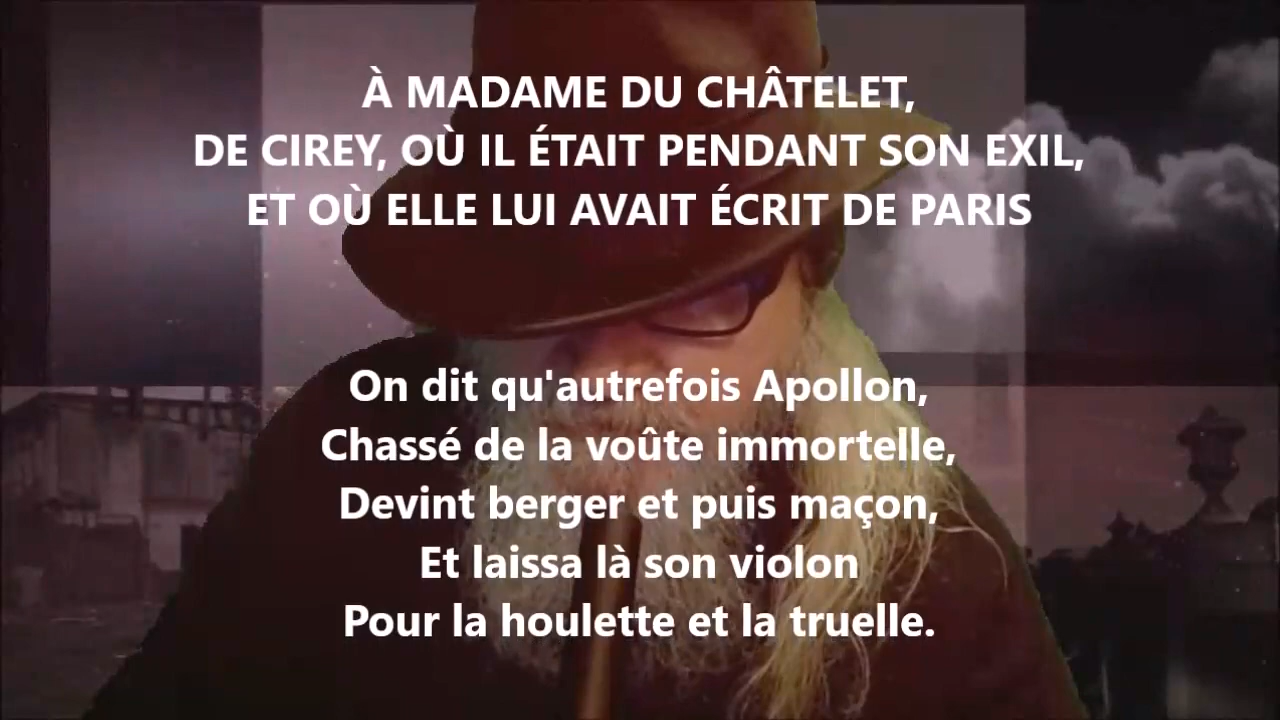 À MADAME DU CHÂTELET,
DE CIREY, OÙ IL ÉTAIT PENDANT SON EXIL,
ET OÙ ELLE LUI AVAIT ÉCRIT DE PARIS
On dit qu'autrefois Apollon,
Chassé de la voûte immortelle,
Devint berger et puis maçon,
Et laissa là son violon
Pour la houlette et la truelle.